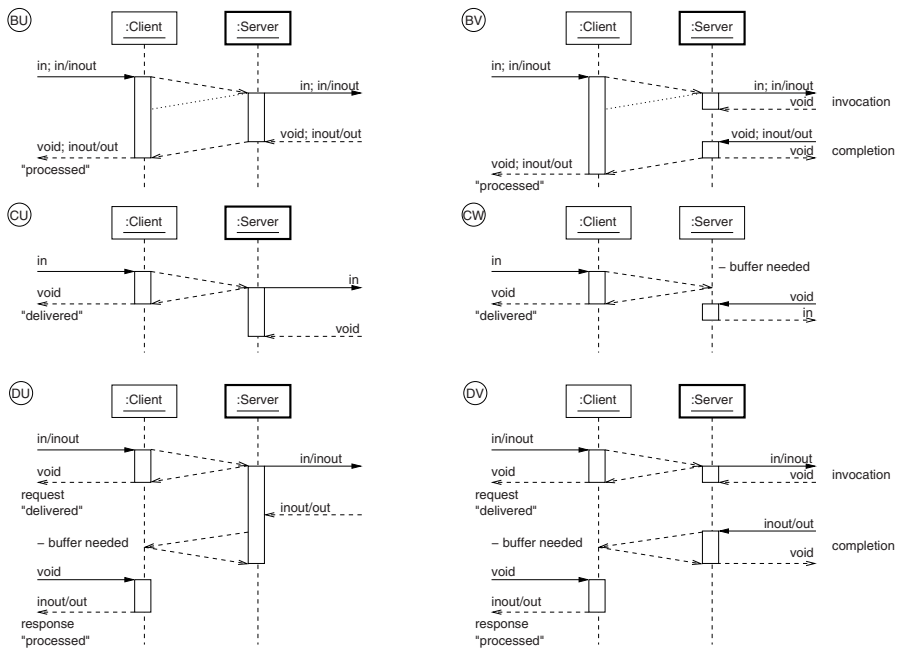 BU
:Client
:Server
in; in/inout
in; in/inout
void; inout/out
void; inout/out
"processed"
BV
:Client
:Server
in; in/inout
in; in/inout
void
invocation
void; inout/out
void
completion
void; inout/out
"processed"
CU
:Client
:Server
in
in
void
"delivered"
void
CW
:Client
:Server
in
– buffer needed
void
"delivered"
void
in
DU
:Client
:Server
in/inout
in/inout
void
request
"delivered"
inout/out
– buffer needed
void
inout/out
response
"processed"
DV
:Client
:Server
in/inout
in/inout
void
invocation
void
request
"delivered"
inout/out
– buffer needed
void
completion
void
inout/out
response
"processed"